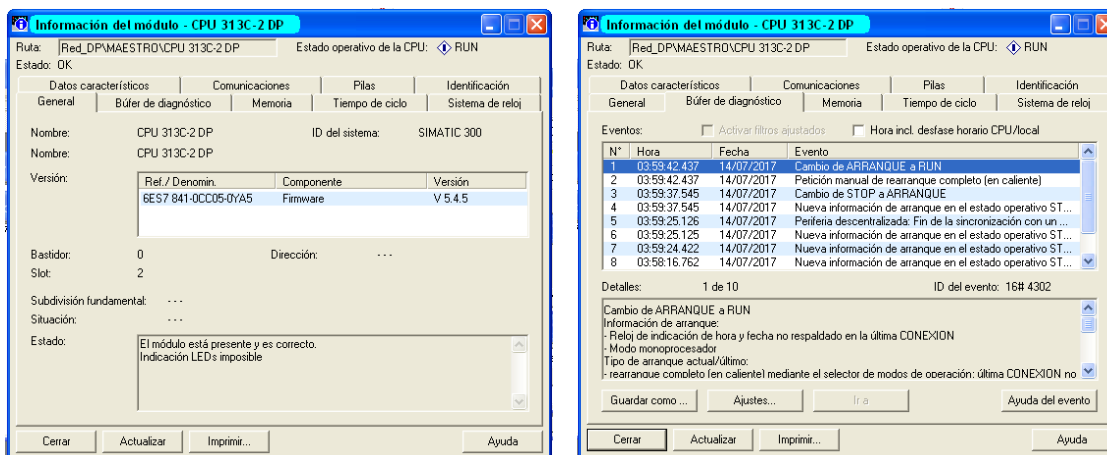 Información del módulo - CPU 313C-2 DP
Ruta: Red_DP\MAESTRO\CPU 313C-2 DP Estado operativo de la CPU: RUN
Estado: OK
Datos característicos Comunicaciones Pilas Identificación
General Búfer de diagnóstico Memoria Tiempo de ciclo Sistema de reloj
Nombre: CPU 313C-2 DP ID del sistema: SIMATIC 300
Nombre: CPU 313C-2 DP
Versión: Ref./ Denomin. Componente Versión
6ES7 841-0CC05-0YA5 Firmware V 5.4.5
Bastidor: 0 Dirección: - - -
Slot: 2
Subdivisión fundamental: - - -
Situación: - - -
Estado: El módulo está presente y es correcto.
Indicación LEDs imposible
Cerrar Actualizar Imprimir... Ayuda
Información del módulo - CPU 313C-2 DP
Ruta: Red_DP\MAESTRO\CPU 313C-2 DP Estado operativo de la CPU: RUN
Estado: OK
Datos característicos Comunicaciones Pilas Identificación
General Búfer de diagnóstico Memoria Tiempo de ciclo Sistema de reloj
Eventos: Activar filtros ajustados Hora incl. desfase horario CPU/local
N° Hora Fecha Evento
1 03:59:42.437 14/07/2017 Cambio de ARRANQUE a RUN
2 03:59:42.437 14/07/2017 Petición manual de rearranque completo (en caliente)
3 03:59:37.545 14/07/2017 Cambio de STOP a ARRANQUE
4 03:59:37.545 14/07/2017 Nueva información de arranque en el estado operativo ST...
5 03:59:25.126 14/07/2017 Periferia descentralizada: Fin de la sincronización con un ...
6 03:59:25.125 14/07/2017 Nueva información de arranque en el estado operativo ST...
7 03:59:24.422 14/07/2017 Nueva información de arranque en el estado operativo ST...
8 03:58:16.762 14/07/2017 Nueva información de arranque en el estado operativo ST...
Detalles: 1 de 10 ID del evento: 16# 4302
Cambio de ARRANQUE a RUN
Información de arranque:
- Reloj de indicación de hora y fecha no respaldado en la última CONEXION
- Modo monoprocesador
Tipo de arranque actual/último:
- rearranque completo (en caliente) mediante el selector de modos de operación: última CONEXION no
Guardar como ... Ajustes... Ir a Ayuda del evento
Cerrar Actualizar Imprimir... Ayuda